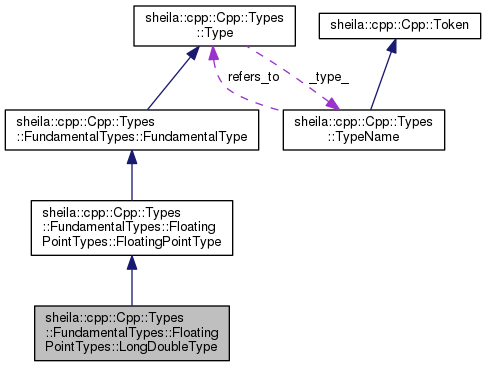 sheila::cpp::Cpp::Types
::Type
sheila::cpp::Cpp::Token
refers_to
_type_
sheila::cpp::Cpp::Types
::FundamentalTypes::FundamentalType
sheila::cpp::Cpp::Types
::TypeName
sheila::cpp::Cpp::Types
::FundamentalTypes::Floating
PointTypes::FloatingPointType
sheila::cpp::Cpp::Types
::FundamentalTypes::Floating
PointTypes::LongDoubleType